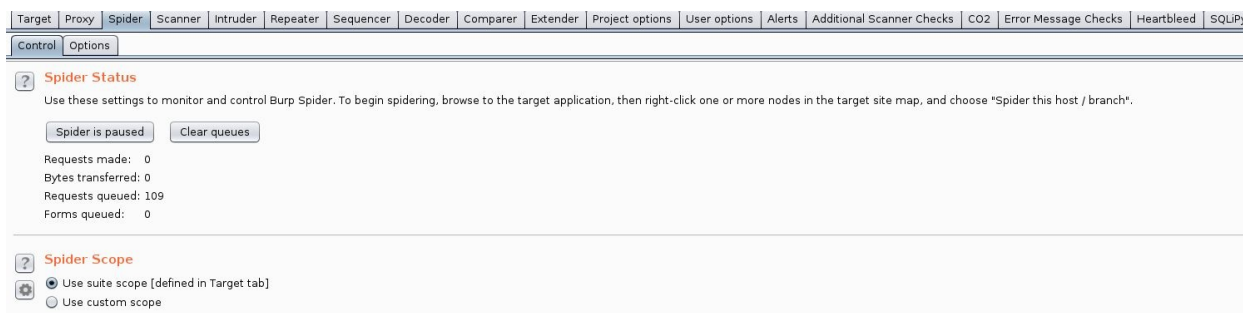 Target Proxy Spider Scanner Intruder Repeater Sequencer Decoder Comparer Extender Project options User options Alerts Additional Scanner Checks CO2 Error Message Checks Heartbleed SQLiPy
Control Options
? Spider Status
Use these settings to monitor and control Burp Spider. To begin spidering, browse to the target application, then right-click one or more nodes in the target site map, and choose "Spider this host / branch".
Spider is paused Clear queues
Requests made: 0
Bytes transferred: 0
Requests queued: 109
Forms queued: 0
? Spider Scope
Use suite scope [defined in Target tab]
Use custom scope